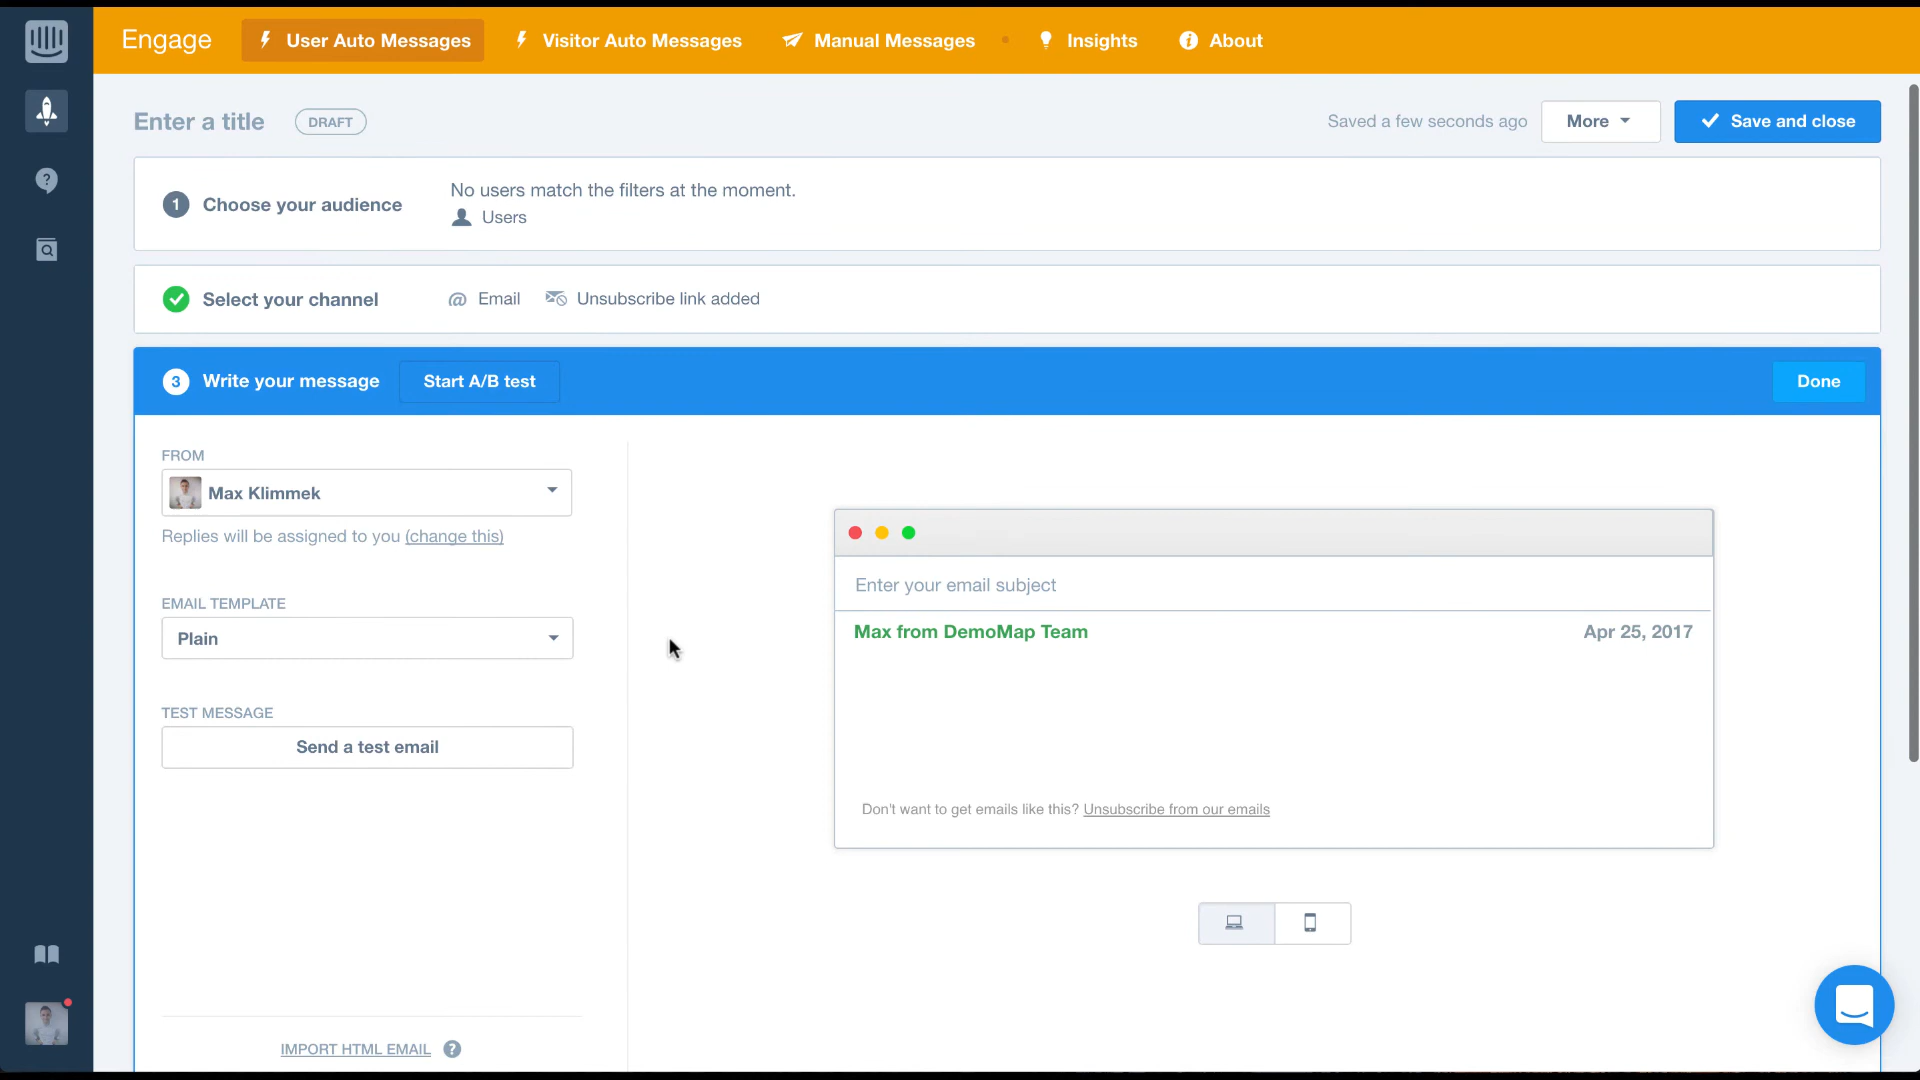 Engage
User Auto Messages
Visitor Auto Messages
Manual Messages
Insights
About
Enter a title
DRAFT
Saved a few seconds ago
More
Save and close
1
Choose your audience
No users match the filters at the moment.
Users
Select your channel
@ Email
Unsubscribe link added
3
Write your message
Start A/B test
Done
FROM
Max Klimmek
Replies will be assigned to you (change this)
EMAIL TEMPLATE
Plain
TEST MESSAGE
Send a test email
Enter your email subject
Max from DemoMap Team
Apr 25, 2017
Don't want to get emails like this? Unsubscribe from our emails
IMPORT HTML EMAIL ?